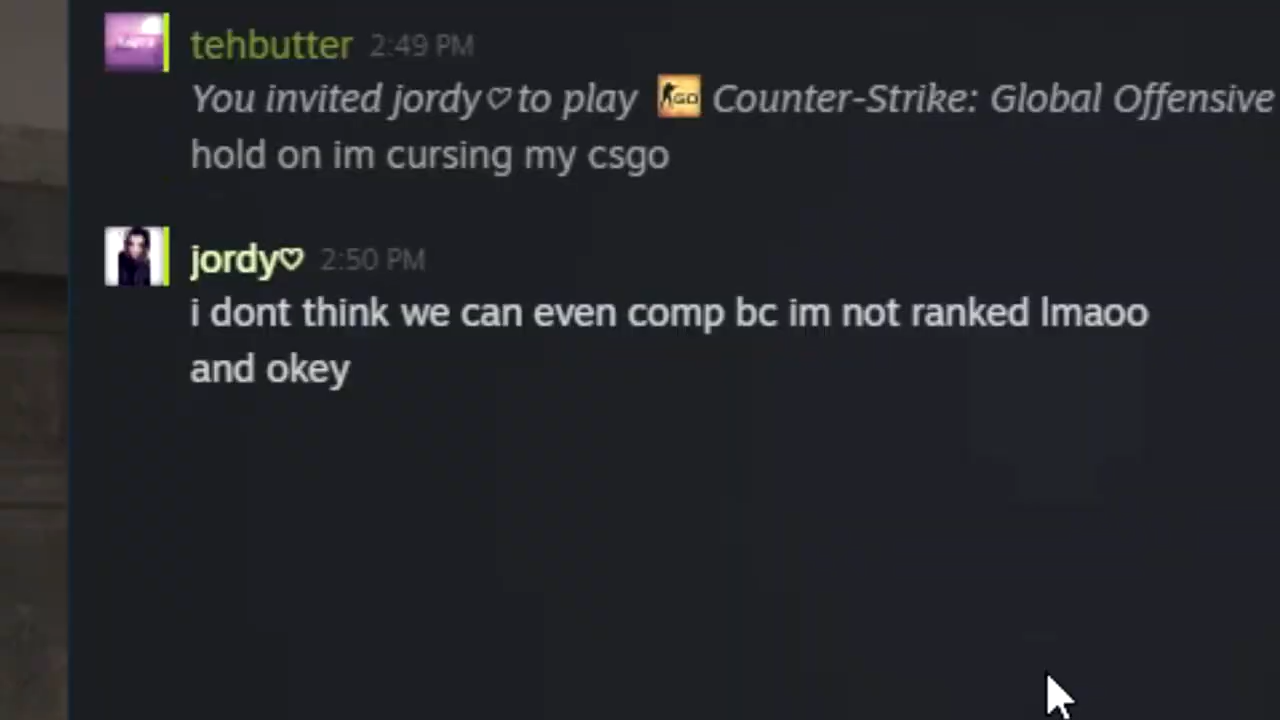 tehbutter 2:49 PM
You invited jordy♡ to play GO Counter-Strike: Global Offensive
hold on im cursing my csgo
jordy♡ 2:50 PM
i dont think we can even comp bc im not ranked lmaoo
and okey